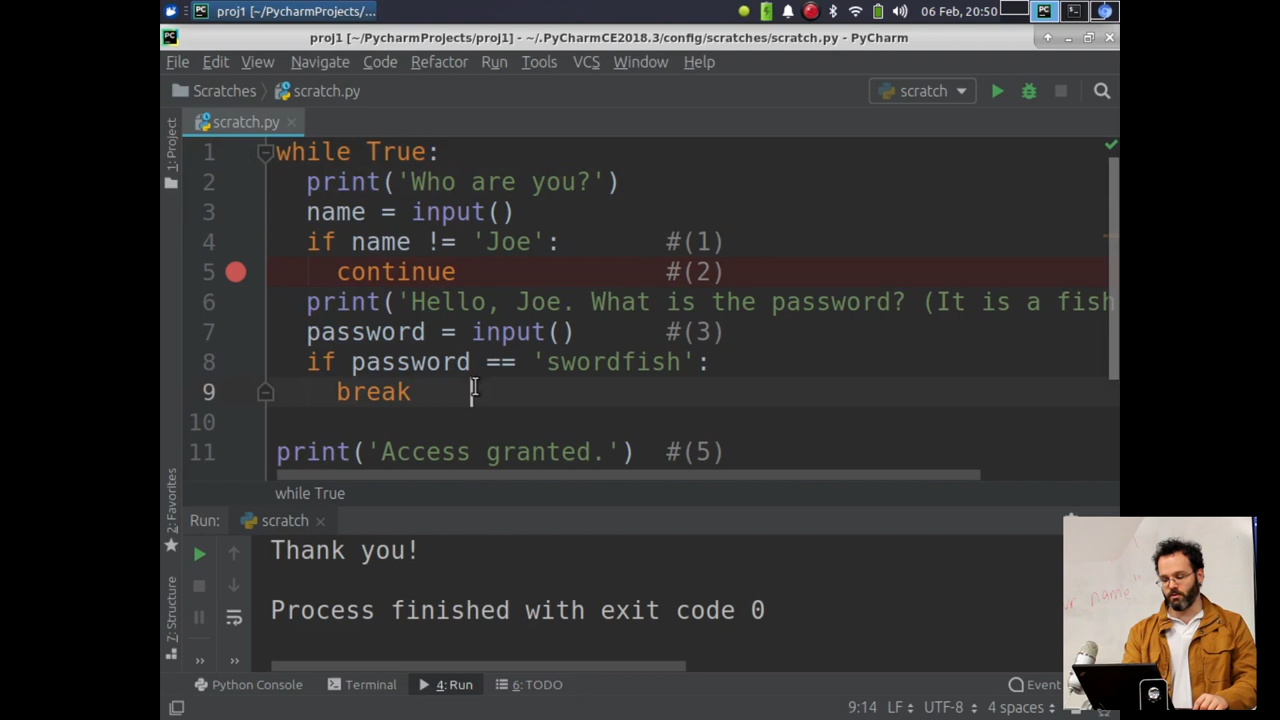 proj1 [~/PycharmProjects/...
06 Feb, 20:50
proj1 [~/PycharmProjects/proj1] - ~/.PyCharmCE2018.3/config/scratches/scratch.py - PyCharm
File Edit View Navigate Code Refactor Run Tools VCS Window Help
Scratches scratch.py
scratch
scratch.py
1: Project
1 while True:
2 print('Who are you?')
3 name = input()
4 if name != 'Joe': #(1)
5 continue #(2)
6 print('Hello, Joe. What is the password? (It is a fish
7 password = input() #(3)
8 if password == 'swordfish':
9 break
10
11 print('Access granted.') #(5)
while True
2: Favorites
Run: scratch
Thank you!
Process finished with exit code 0
7: Structure
Python Console Terminal 4: Run 6: TODO Event
9:14 LF UTF-8 4 spaces